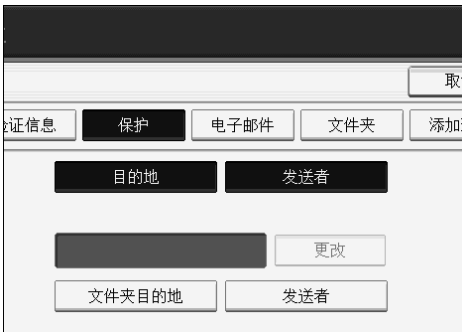 取
证信息 保护 电子邮件 文件夹 添加
目的地 发送者
更改
文件夹目的地 发送者